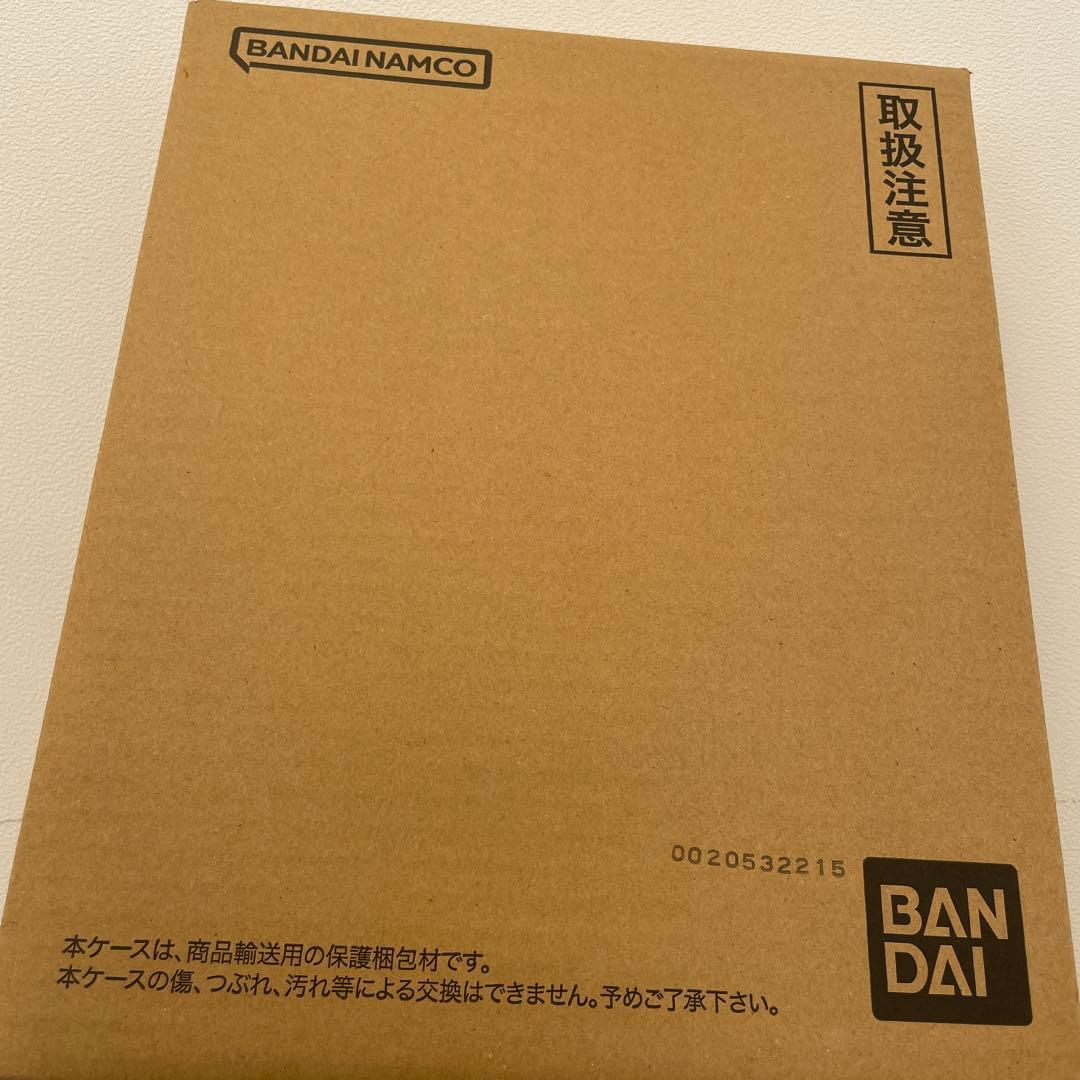 BANDAI NAMCO
取扱注意
0020532215
BAN
DAI
本ケースは、商品輸送用の保護梱包材です。
本ケースの傷、つぶれ、汚れ等による交換はできません。予めご了承下さい。